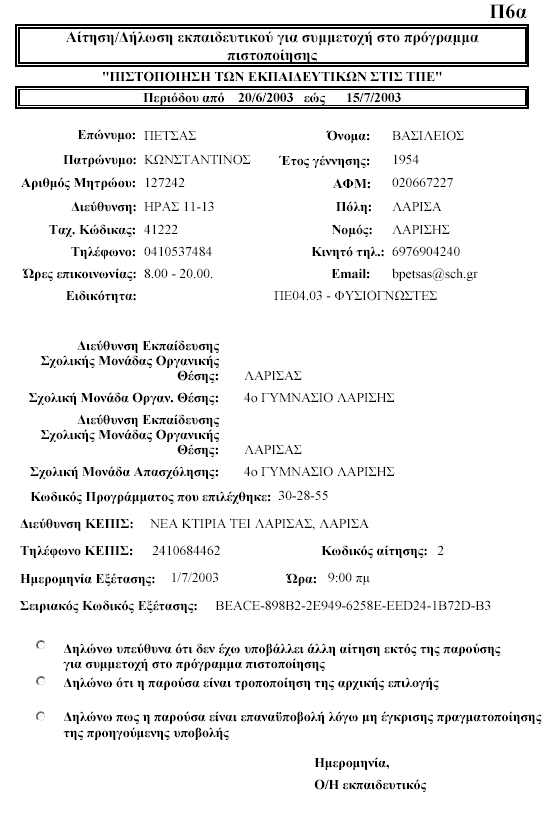 Π6α
Αίτηση/Δήλωση εκπαιδευτικού για συμμετοχή στο πρόγραμμα
πιστοποίησης
"ΠΙΣΤΟΠΟΙΗΣΗ ΤΩΝ ΕΚΠΑΙΔΕΥΤΙΚΩΝ ΣΤΙΣ ΤΠΕ"
Περιόδου από 20/6/2003 εώς 15/7/2003
Επώνυμο: ΠΕΤΣΑΣ Όνομα: ΒΑΣΙΛΕΙΟΣ
Πατρώνυμο: ΚΩΝΣΤΑΝΤΙΝΟΣ Έτος γέννησης: 1954
Αριθμός Μητρώου: 127242 ΑΦΜ: 020667227
Διεύθυνση: ΗΡΑΣ 11-13 Πόλη: ΛΑΡΙΣΑ
Ταχ. Κώδικας: 41222 Νομός: ΛΑΡΙΣΗΣ
Τηλέφωνο: 0410537484 Κινητό τηλ.: 6976904240
Ώρες επικοινωνίας: 8.00 - 20.00. Email: bpetsas@sch.gr
Ειδικότητα: ΠΕ04.03 - ΦΥΣΙΟΓΝΩΣΤΕΣ
Διεύθυνση Εκπαίδευσης
Σχολικής Μονάδας Οργανικής
Θέσης: ΛΑΡΙΣΑΣ
Σχολική Μονάδα Οργαν. Θέσης: 4ο ΓΥΜΝΑΣΙΟ ΛΑΡΙΣΗΣ
Διεύθυνση Εκπαίδευσης
Σχολικής Μονάδας Οργανικής
Θέσης: ΛΑΡΙΣΑΣ
Σχολική Μονάδα Απασχόλησης: 4ο ΓΥΜΝΑΣΙΟ ΛΑΡΙΣΗΣ
Κωδικός Προγράμματος που επιλέχθηκε: 30-28-55
Διεύθυνση ΚΕΠΙΣ: ΝΕΑ ΚΤΙΡΙΑ ΤΕΙ ΛΑΡΙΣΑΣ, ΛΑΡΙΣΑ
Τηλέφωνο ΚΕΠΙΣ: 2410684462 Κωδικός αίτησης: 2
Ημερομηνία Εξέτασης: 1/7/2003 Ώρα: 9:00 πμ
Σειριακός Κωδικός Εξέτασης: BEACE-898B2-2E949-6258E-EED24-1B72D-B3
Δηλώνω υπεύθυνα ότι δεν έχω υποβάλλει άλλη αίτηση εκτός της παρούσης
για συμμετοχή στο πρόγραμμα πιστοποίησης
Δηλώνω ότι η παρούσα είναι τροποποίηση της αρχικής επιλογής
Δηλώνω πως η παρούσα είναι επαναϋποβολή λόγω μη έγκρισης πραγματοποίησης
της προηγούμενης υποβολής
Ημερομηνία,
Ο/Η εκπαιδευτικός